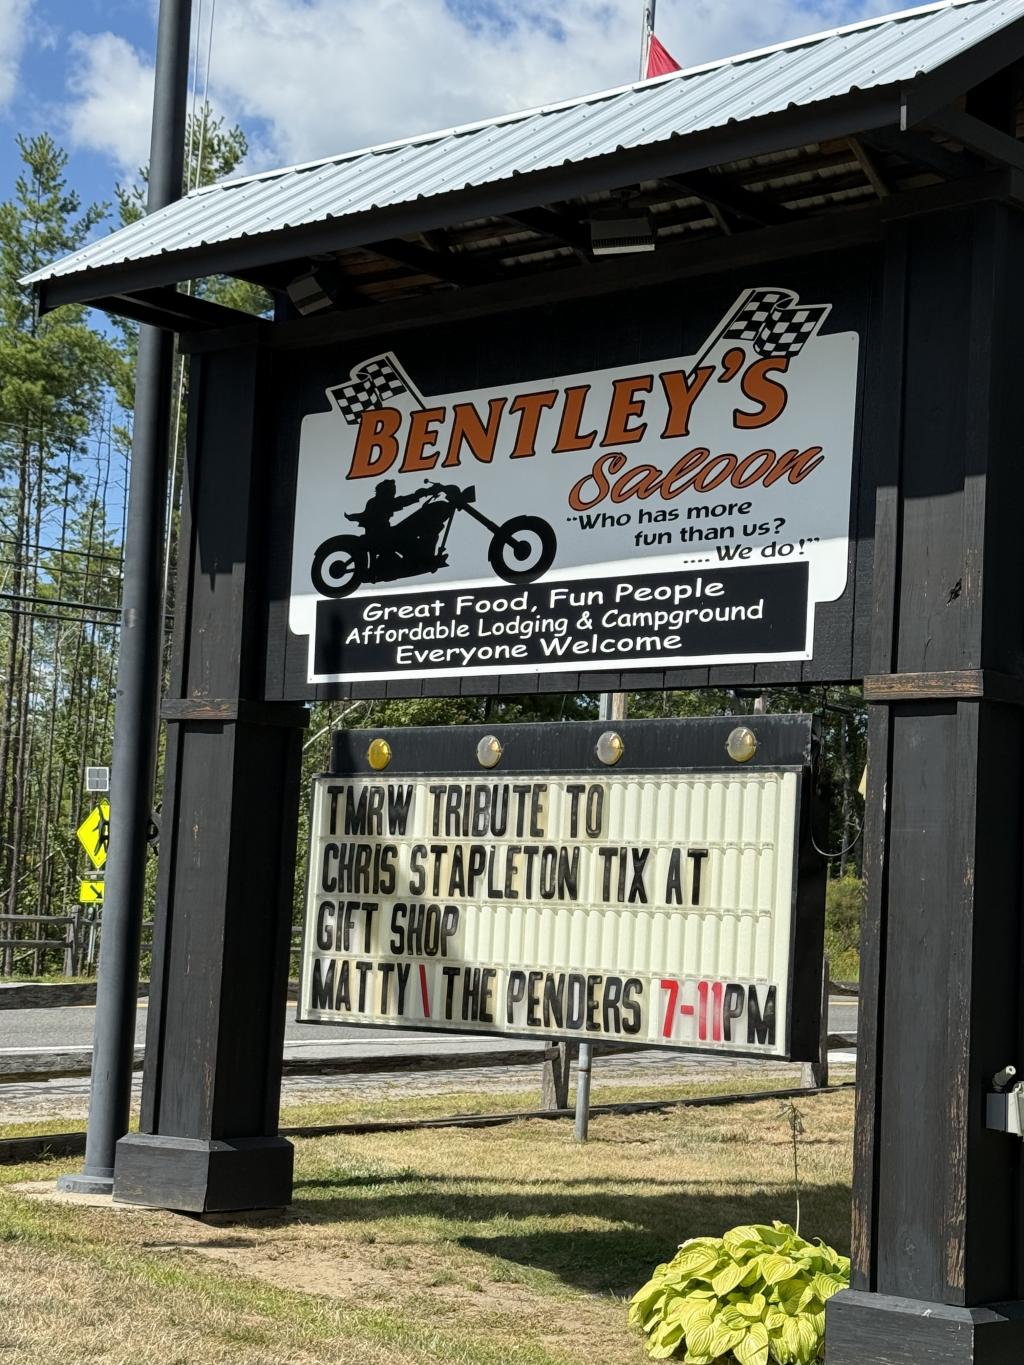 BENTLEY'S
Saloon
"Who has more
fun than us?
....We do!"
Great Food, Fun People
Affordable Lodging & Campground
Everyone Welcome
TMRW TRIBUTE TO
CHRIS STAPLETON TIX AT
GIFT SHOP
MATTY \ THE PENDERS 7-11PM